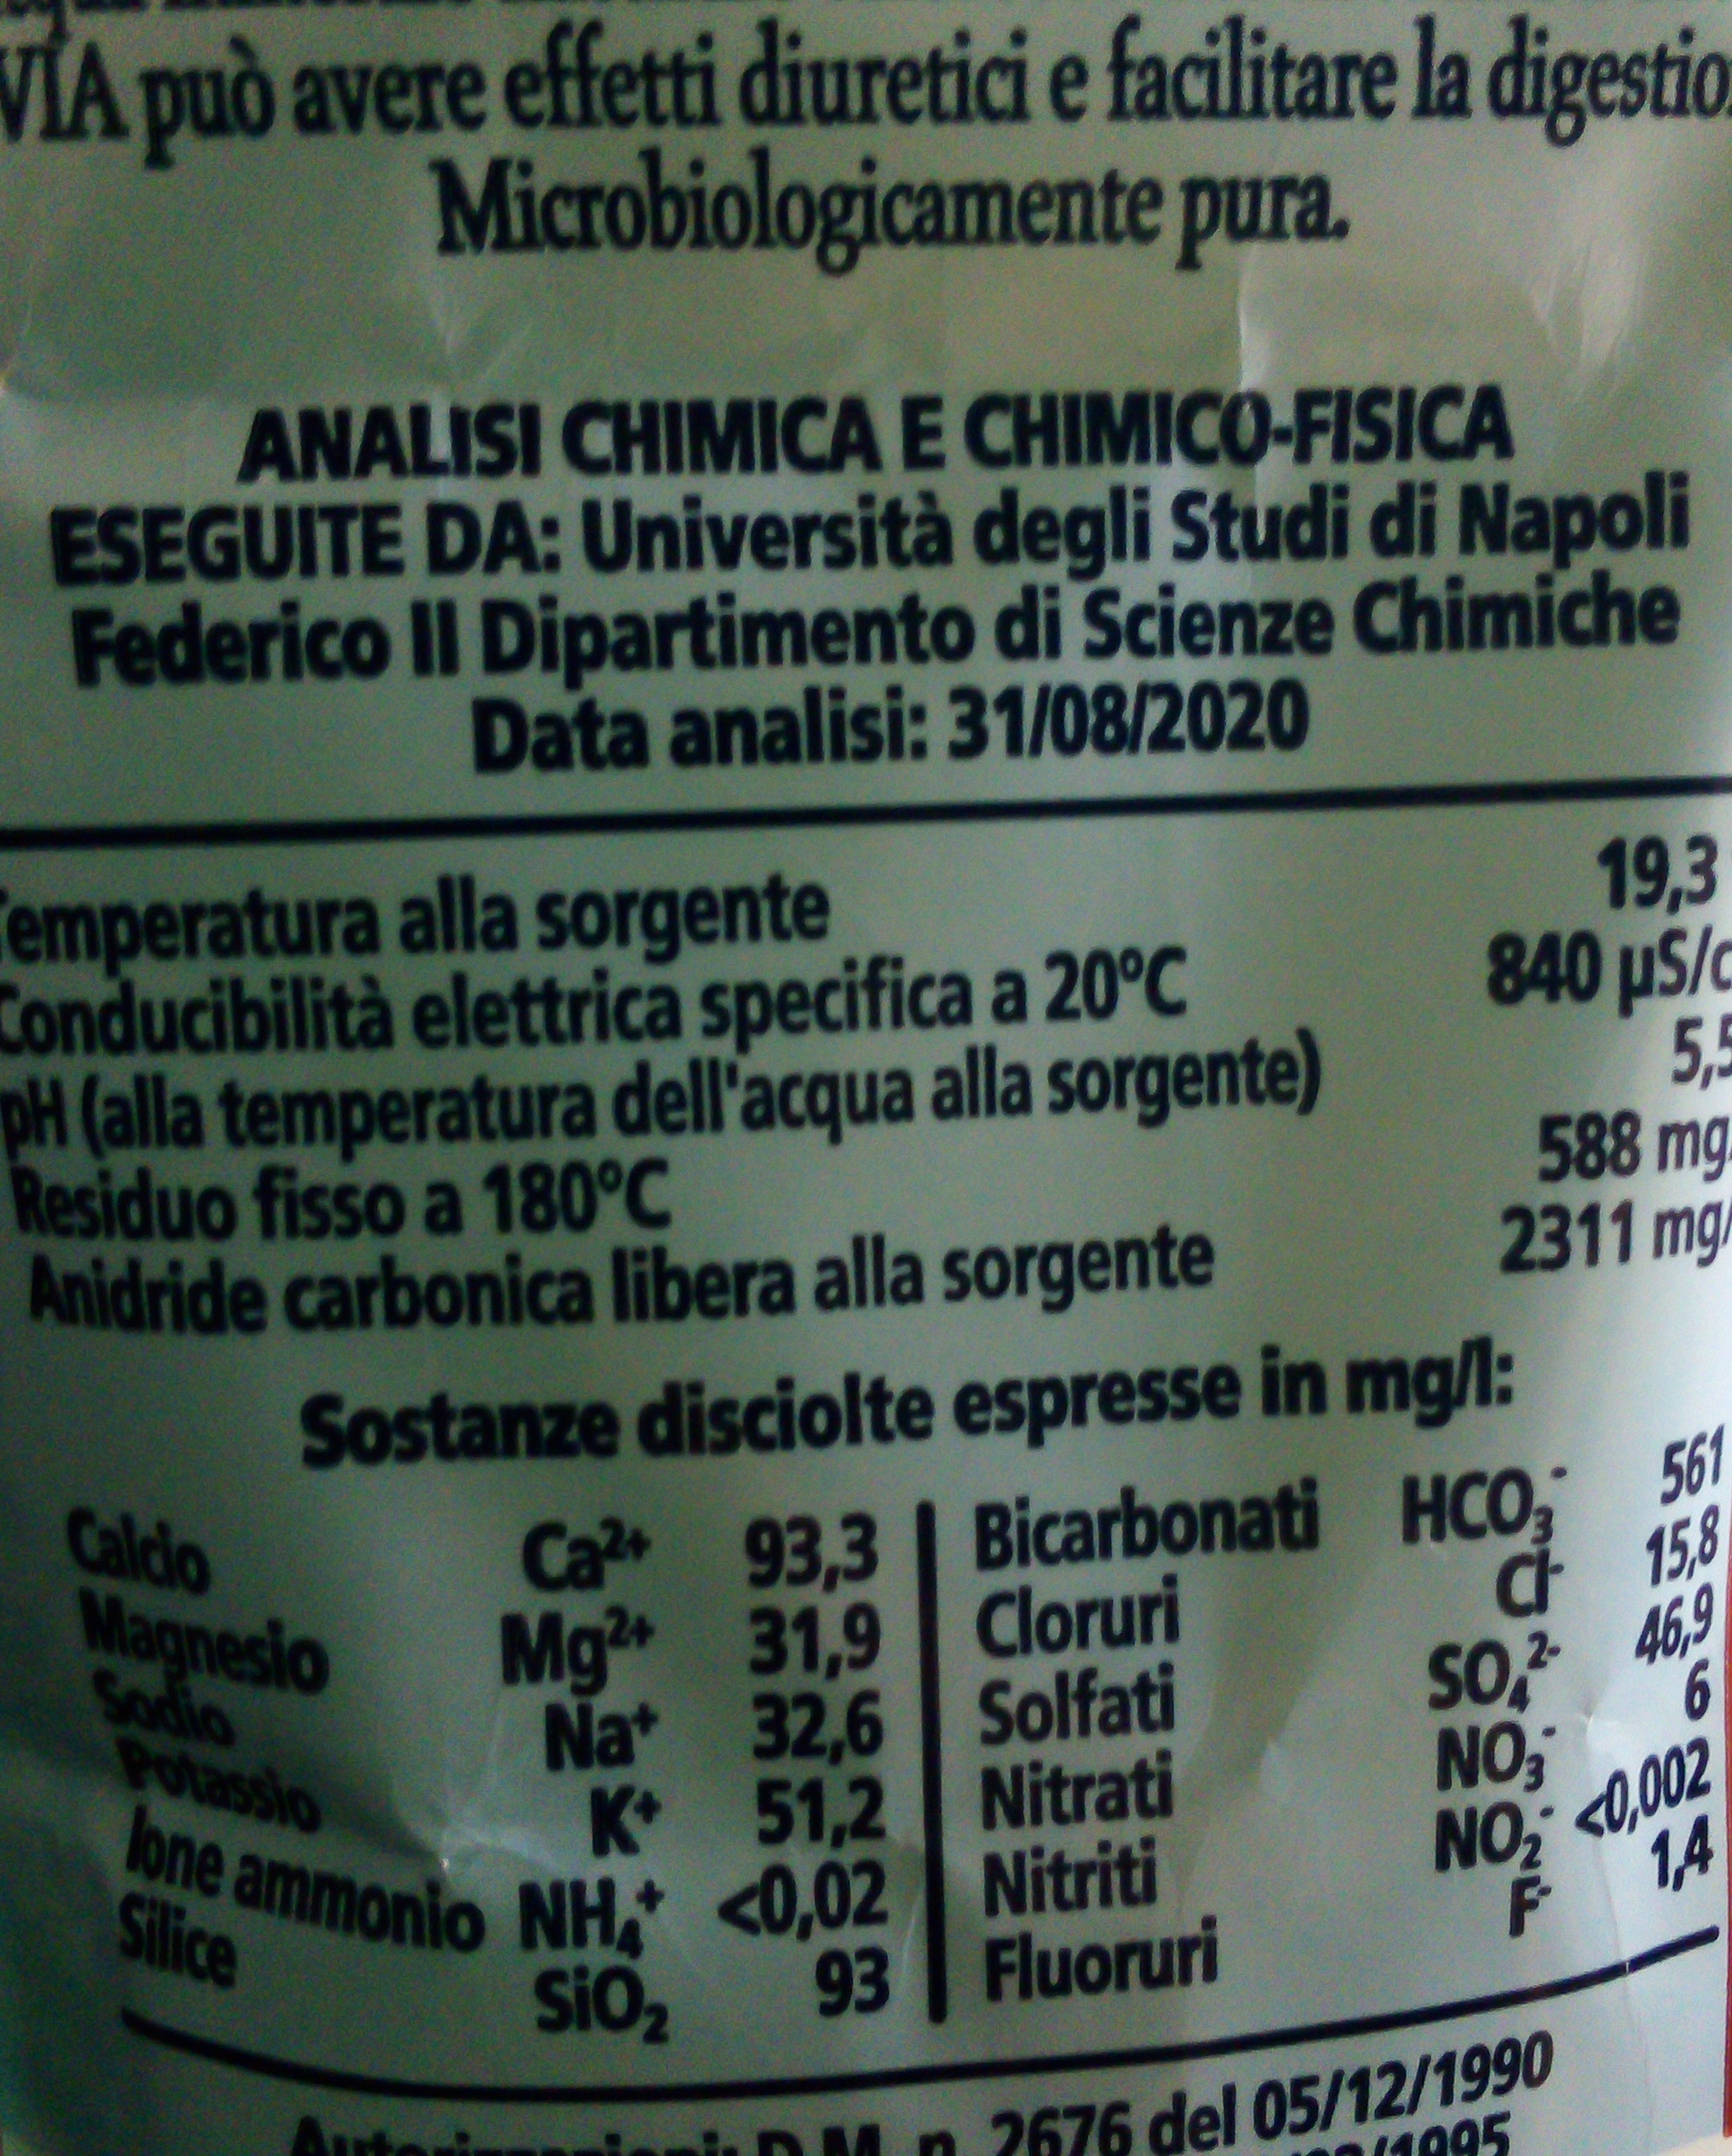 VIA può avere effetti diuretici e facilitare la digestio
Microbiologicamente pura.
ANALISI CHIMICA E CHIMICO-FISICA
ESEGUITE DA: Università degli Studi di Napoli
Federico II Dipartimento di Scienze Chimiche
Data analisi: 31/08/2020
Temperatura alla sorgente 19,3
Conducibilità elettrica specifica a 20°C 840 µS/c
pH (alla temperatura dell'acqua alla sorgente) 5,5
Residuo fisso a 180°C 588 mg
Anidride carbonica libera alla sorgente 2311 mg/
Sostanze disciolte espresse in mg/l:
Calcio Ca²⁺ 93,3 Bicarbonati HCO₃⁻ 561
Magnesio Mg²⁺ 31,9 Cloruri Cl⁻ 15,8
Sodio Na⁺ 32,6 Solfati SO₄²⁻ 46,9
Potassio K⁺ 51,2 Nitrati NO₃⁻ 6
Ione ammonio NH₄⁺ <0,02 Nitriti NO₂⁻ <0,002
Silice SiO₂ 93 Fluoruri F⁻ 1,4
Autorizzazioni: D.M. n. 2676 del 05/12/1990
/1995